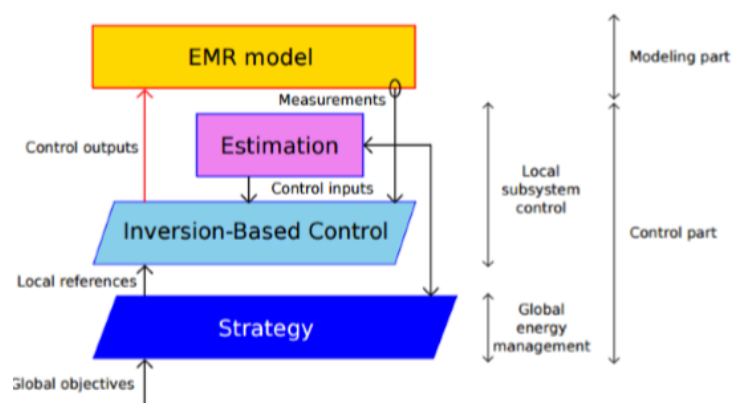 EMR model
Modeling part
Measurements
Estimation
Control outputs
Control inputs
Local
subsystem
control
Inversion-Based Control
Control part
Local references
Strategy
Global
energy
management
Global objectives